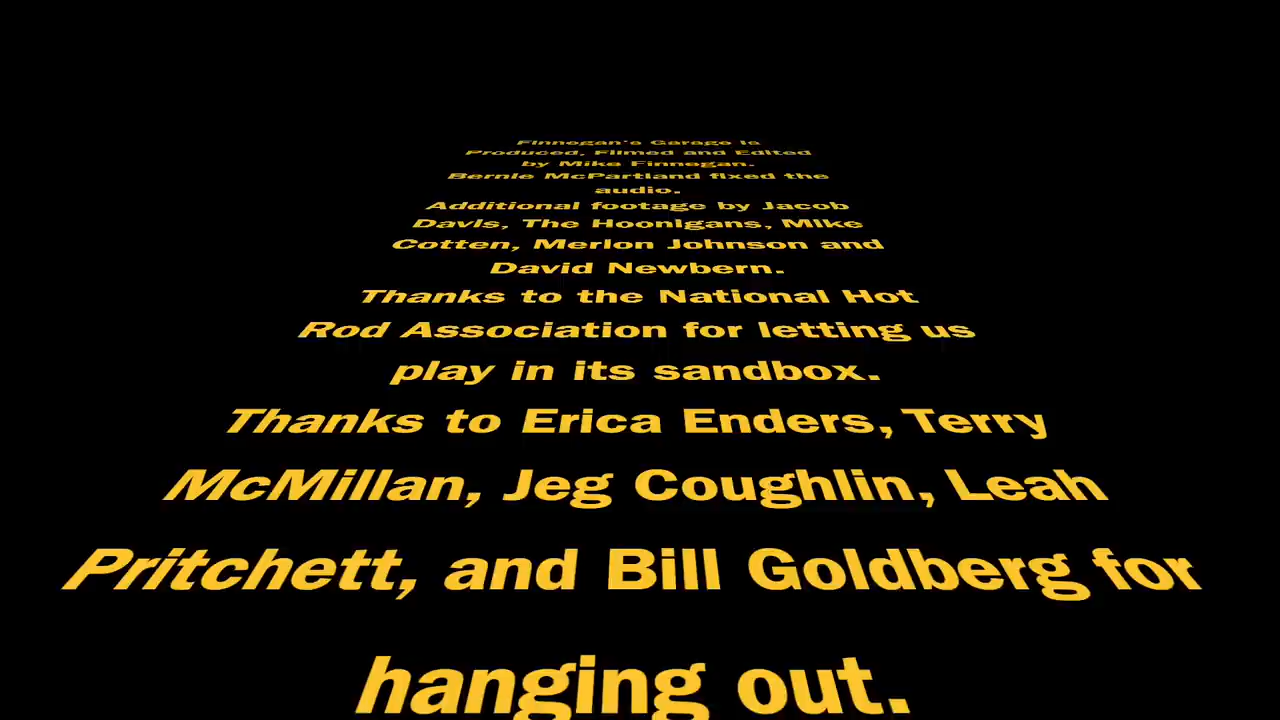 Finnegan's Garage is
Produced, Filmed and Edited
by Mike Finnegan.
Bernie McPartland fixed the
audio.
Additional footage by Jacob
Davis, The Hoonigans, Mike
Cotten, Merlon Johnson and
David Newbern.
Thanks to the National Hot
Rod Association for letting us
play in its sandbox.
Thanks to Erica Enders, Terry
McMillan, Jeg Coughlin, Leah
Pritchett, and Bill Goldberg for
hanging out.